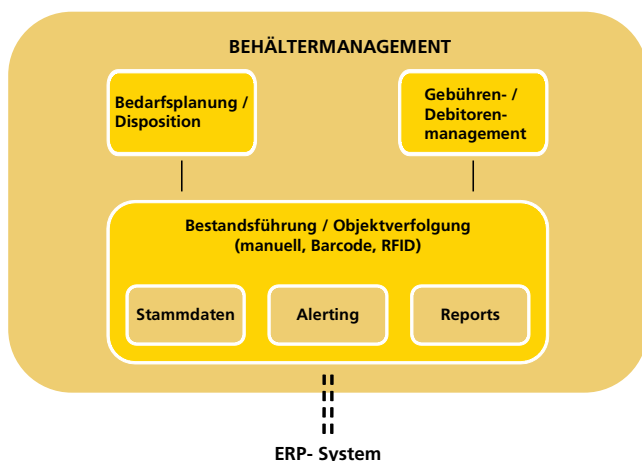 BEHÄLTERMANAGEMENT
Bedarfsplanung /
Disposition
Gebühren- /
Debitoren-
management
Bestandsführung / Objektverfolgung
(manuell, Barcode, RFID)
Stammdaten
Alerting
Reports
ERP- System